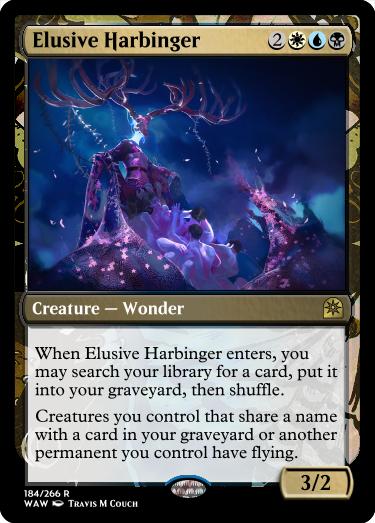 Elusive Harbinger 2
Creature — Wonder
When Elusive Harbinger enters, you
may search your library for a card, put it
into your graveyard, then shuffle.
Creatures you control that share a name
with a card in your graveyard or another
permanent you control have flying.
3/2
184/266 R
WAW Travis M Couch